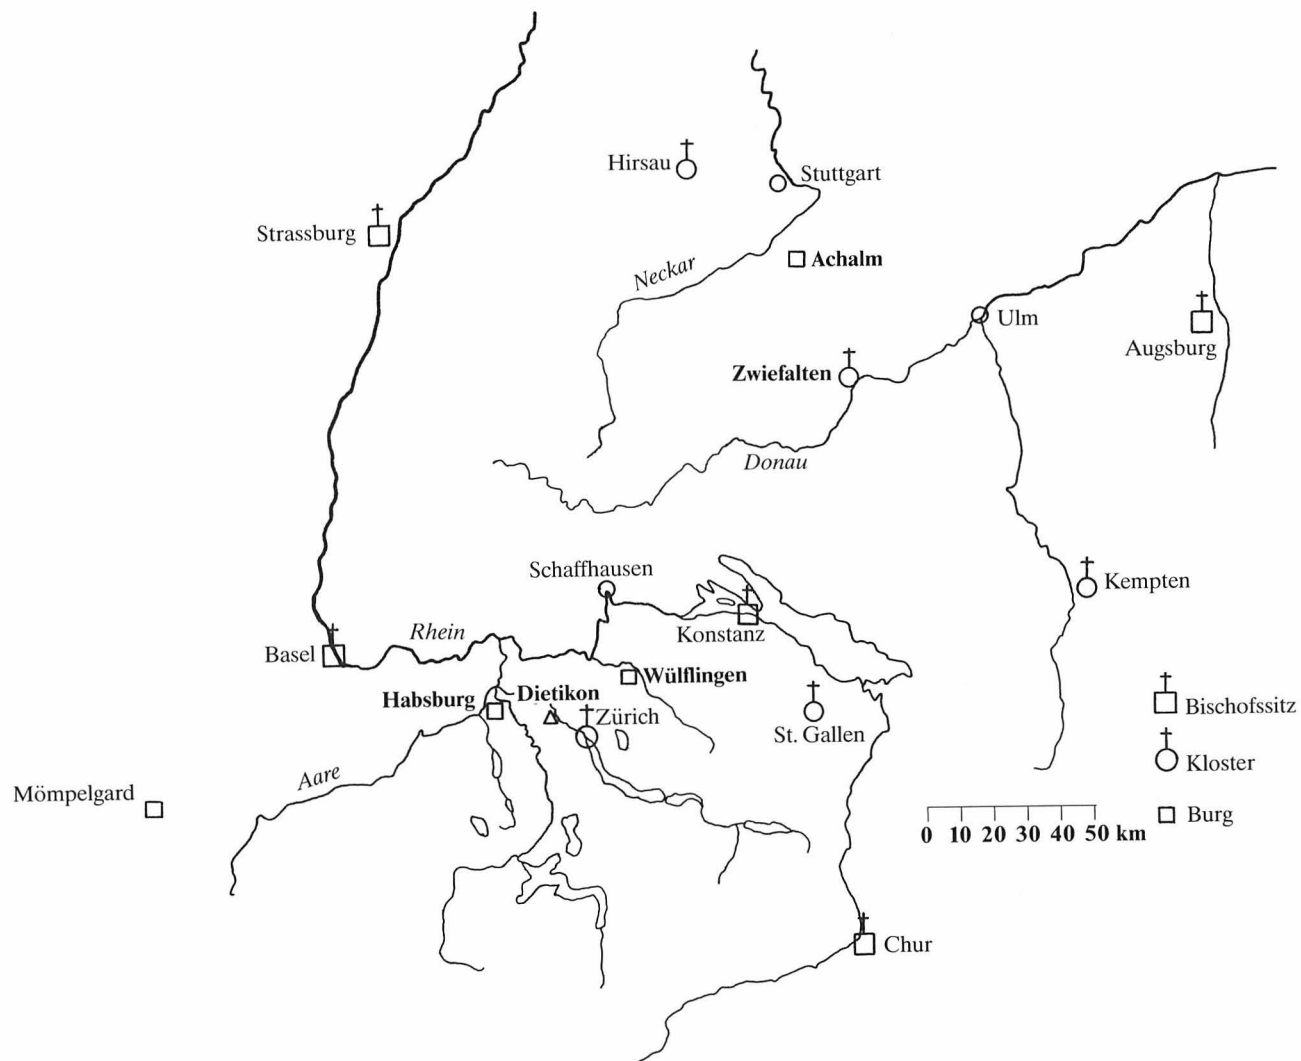 Hirsau
Stuttgart
Strassburg
Achalm
Neckar
Ulm
Augsburg
Zwiefalten
Donau
Schaffhausen
Kempten
Rhein
Konstanz
Basel
Wülflingen
Habsburg
Dietikon
Zürich
St. Gallen
Bischofssitz
Kloster
Aare
Mömpelgard
Burg
0 10 20 30 40 50 km
Chur